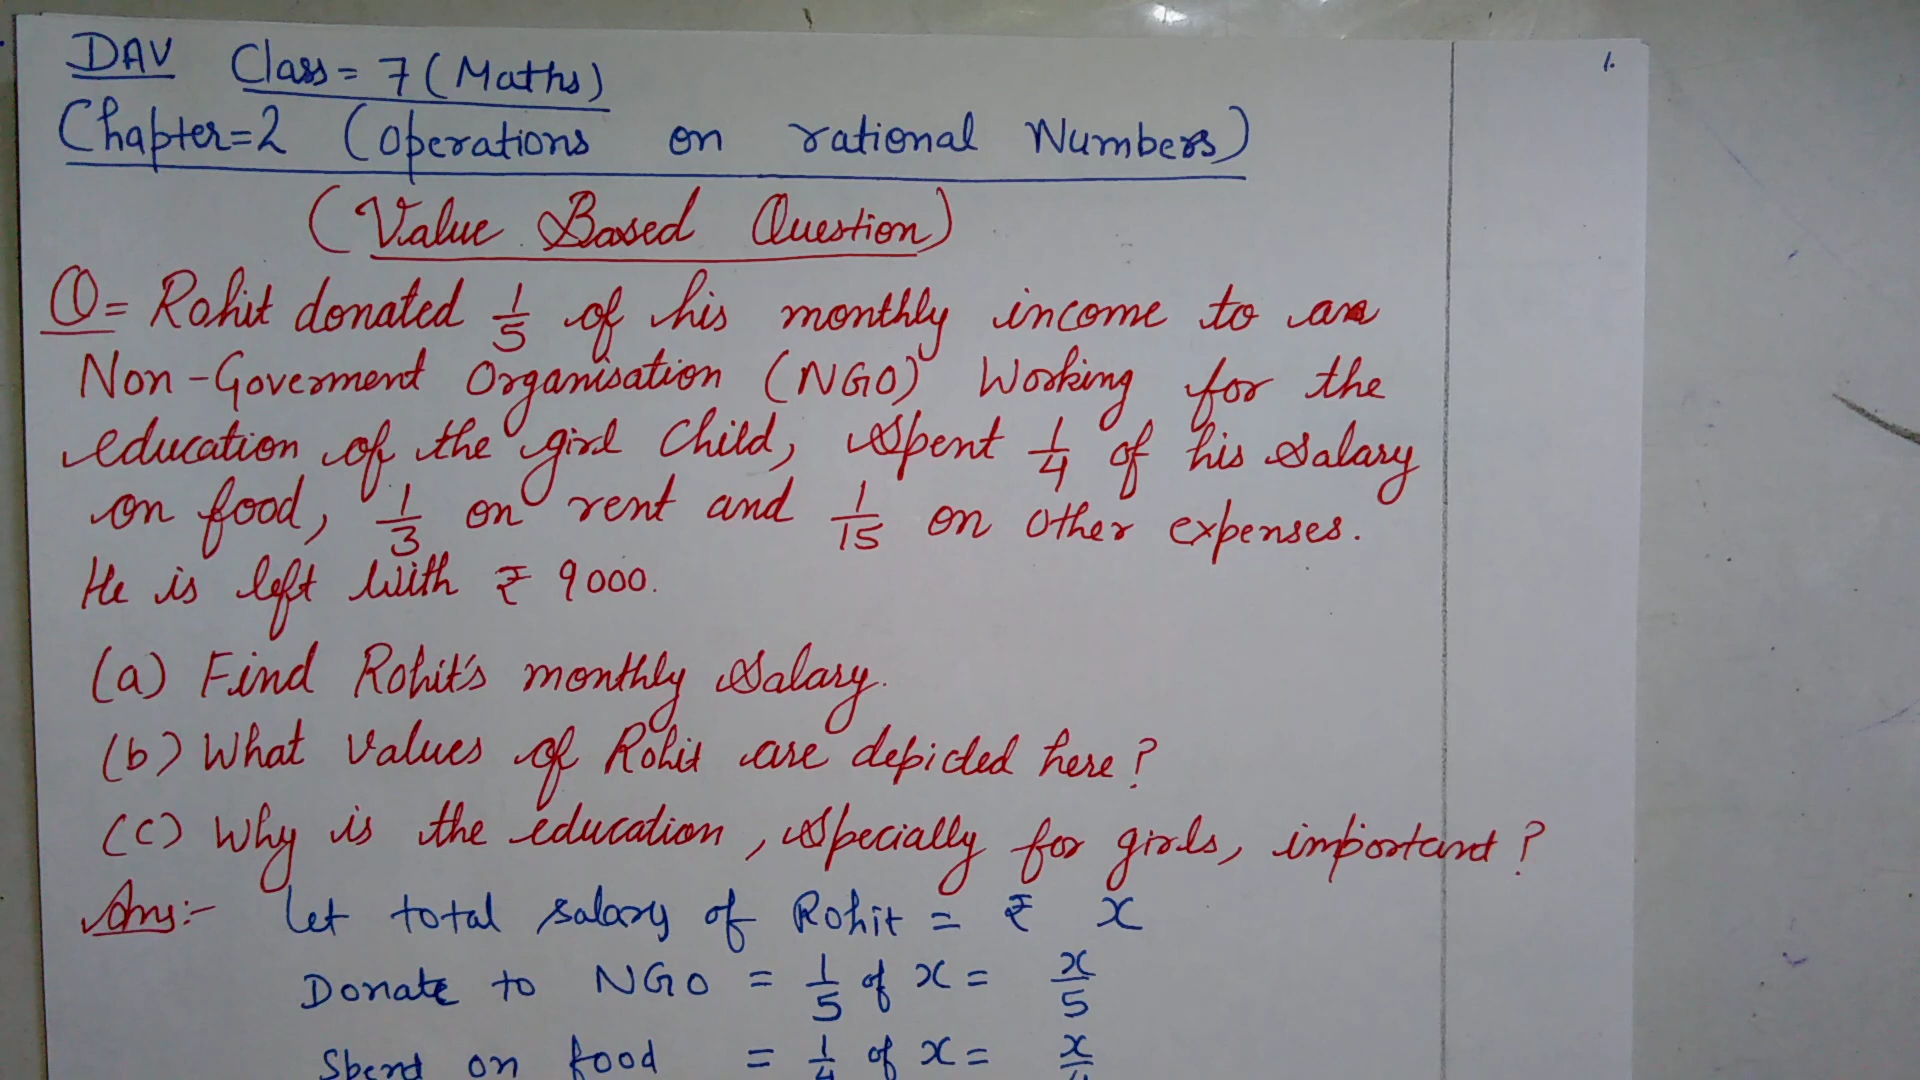 1.
DAV Class = 7 (Maths)
Chapter=2 (Operations on rational Numbers)
(Value Based Question)
Q= Rohit donated 1/5 of his monthly income to an
Non-Goverment Organisation (NGO) Working for the
education of the girl child, Spent 1/4 of his Salary
on food, 1/3 on rent and 1/15 on other expenses.
He is left with ₹ 9000.
(a) Find Rohit's monthly Salary.
(b) What values of Rohit are depicted here?
(c) Why is the education, specially for girls, important?
Ans:- Let total salary of Rohit = ₹ x
Donate to NGO = 1/5 of x = x/5
Spend on food = 1/4 of x = x/4